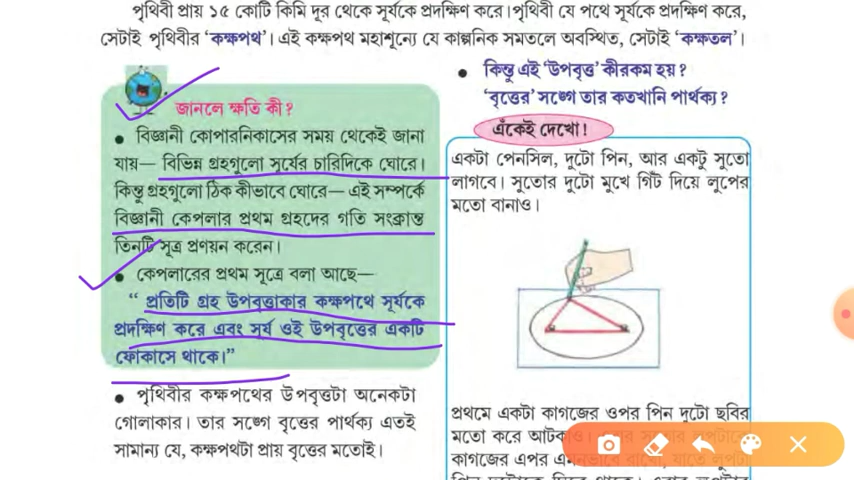 পৃথিবী প্রায় ১৫ কোটি কিমি দূর থেকে সূর্যকে প্রদক্ষিণ করে। পৃথিবী যে পথে সূর্যকে প্রদক্ষিণ করে,
সেটাই পৃথিবীর ‘কক্ষপথ’। এই কক্ষপথ মহাশূন্যে যে কাল্পনিক সমতলে অবস্থিত, সেটাই ‘কক্ষতল’।
জানলে ক্ষতি কী?
● বিজ্ঞানী কোপারনিকাসের সময় থেকেই জানা
যায়— বিভিন্ন গ্রহগুলো সূর্যের চারিদিকে ঘোরে।
কিন্তু গ্রহগুলো ঠিক কীভাবে ঘোরে— এই সম্পর্কে
বিজ্ঞানী কেপলার প্রথম গ্রহদের গতি সংক্রান্ত
তিনটি সূত্র প্রণয়ন করেন।
● কেপলারের প্রথম সূত্রে বলা আছে—
“ প্রতিটি গ্রহ উপবৃত্তাকার কক্ষপথে সূর্যকে
প্রদক্ষিণ করে এবং সূর্য ওই উপবৃত্তের একটি
ফোকাসে থাকে।”
● পৃথিবীর কক্ষপথের উপবৃত্তটা অনেকটা
গোলাকার। তার সঙ্গে বৃত্তের পার্থক্য এতই
সামান্য যে, কক্ষপথটা প্রায় বৃত্তের মতোই।
● কিন্তু এই ‘উপবৃত্ত’ কীরকম হয়?
‘বৃত্তের’ সঙ্গে তার কতখানি পার্থক্য?
এঁকেই দেখো!
একটা পেনসিল, দুটো পিন, আর একটু সুতো
লাগবে। সুতোর দুটো মুখে গিঁট দিয়ে লুপের
মতো বানাও।
প্রথমে একটা কাগজের ওপর পিন দুটো ছবির
মতো করে
কাগজের এপর